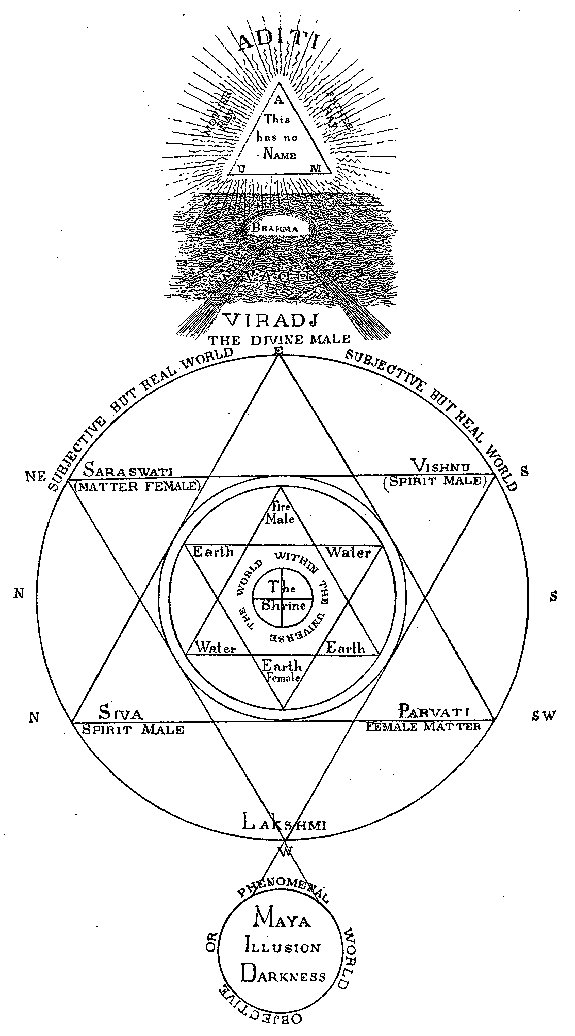 ADITI
A
This
has no
NAME
U M
BRAHMA
VIRADJ
THE DIVINE MALE
E
SUBJECTIVE BUT REAL WORLD
SUBJECTIVE BUT REAL WORLD
NE SARASWATI VISHNU S
(MATTER FEMALE) (SPIRIT MALE)
fire
Male
Earth Water
THE WORLD WITHIN THE UNIVERSE
N The S
Shrine
Water Earth
Earth
Female
N SIVA PARVATI SW
SPIRIT MALE FEMALE MATTER
LAKSHMI
W
PHENOMENAL WORLD
MAYA
ILLUSION
DARKNESS
OR OBJECTIVE